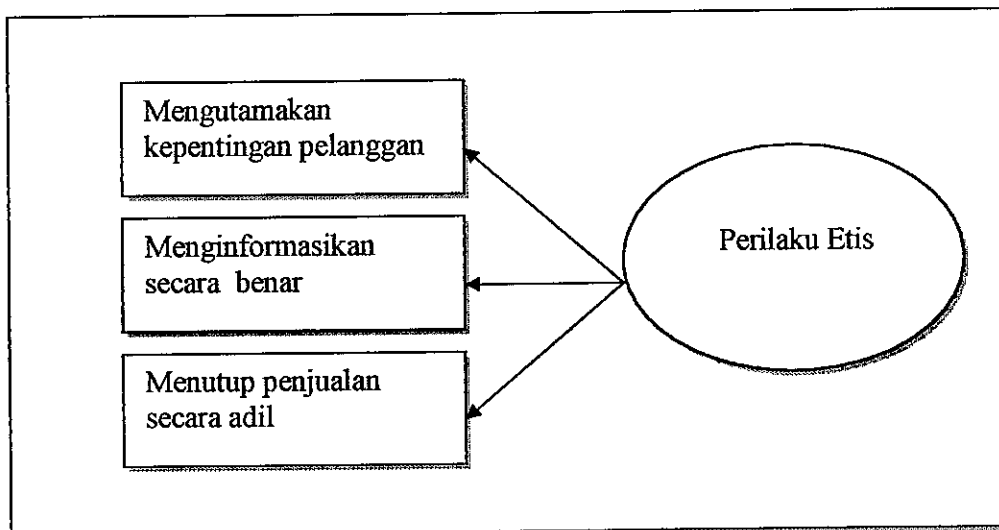 Mengutamakan
kepentingan pelanggan
Menginformasikan
secara benar
Menutup penjualan
secara adil
Perilaku Etis